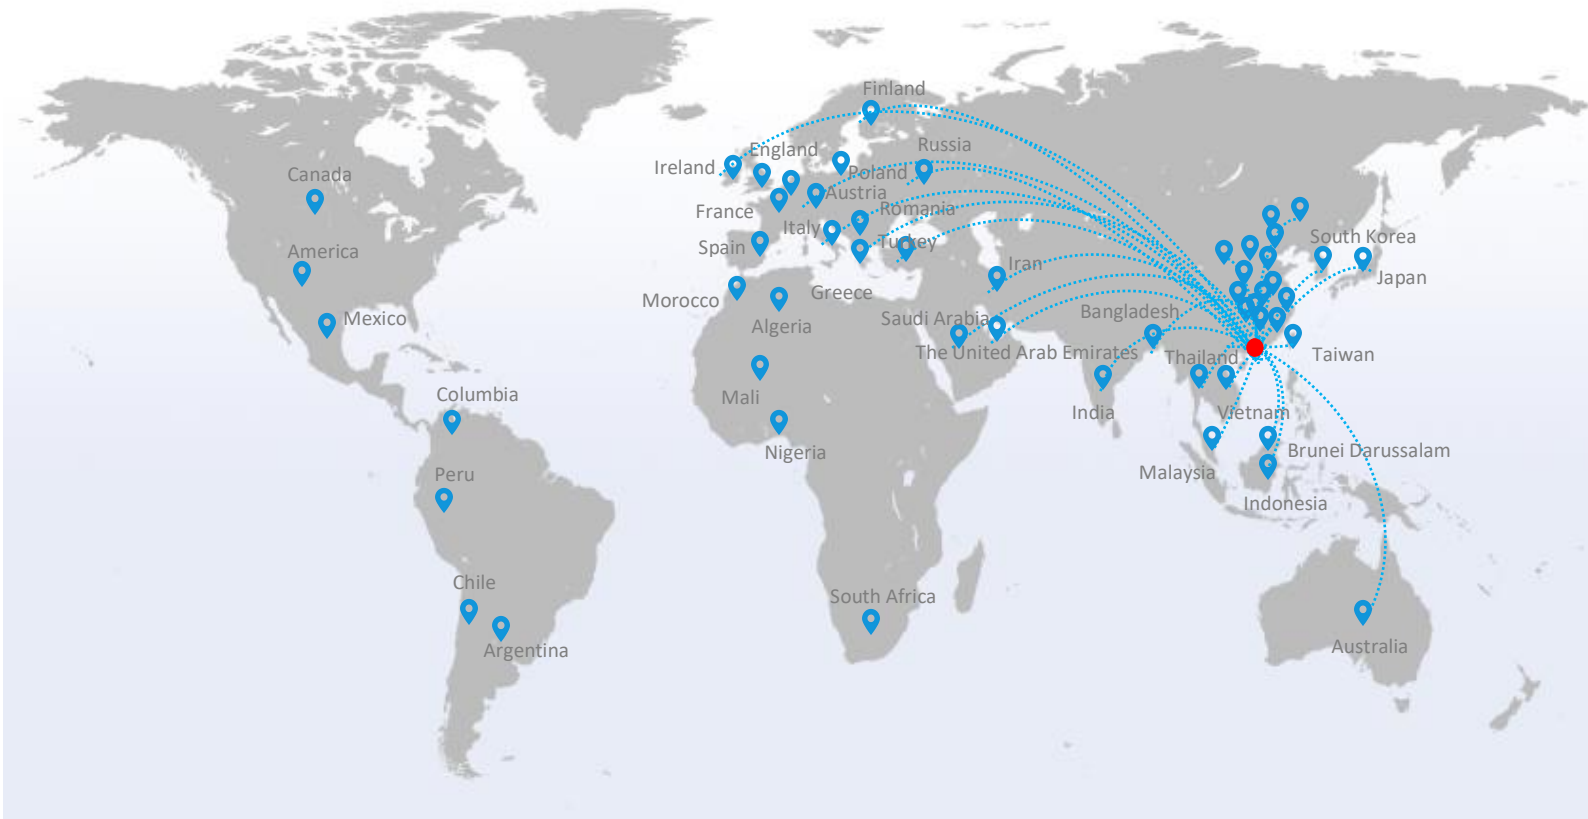 Finland
Russia
England
Ireland
Poland
Canada
Austria
France
Romania
Italy
South Korea
Spain
Turkey
America
Iran
Japan
Morocco
Greece
Algeria
Saudi Arabia
Bangladesh
Mexico
The United Arab Emirates
Thailand
Taiwan
Columbia
Mali
India
Vietnam
Nigeria
Brunei Darussalam
Peru
Malaysia
Indonesia
Chile
South Africa
Argentina
Australia